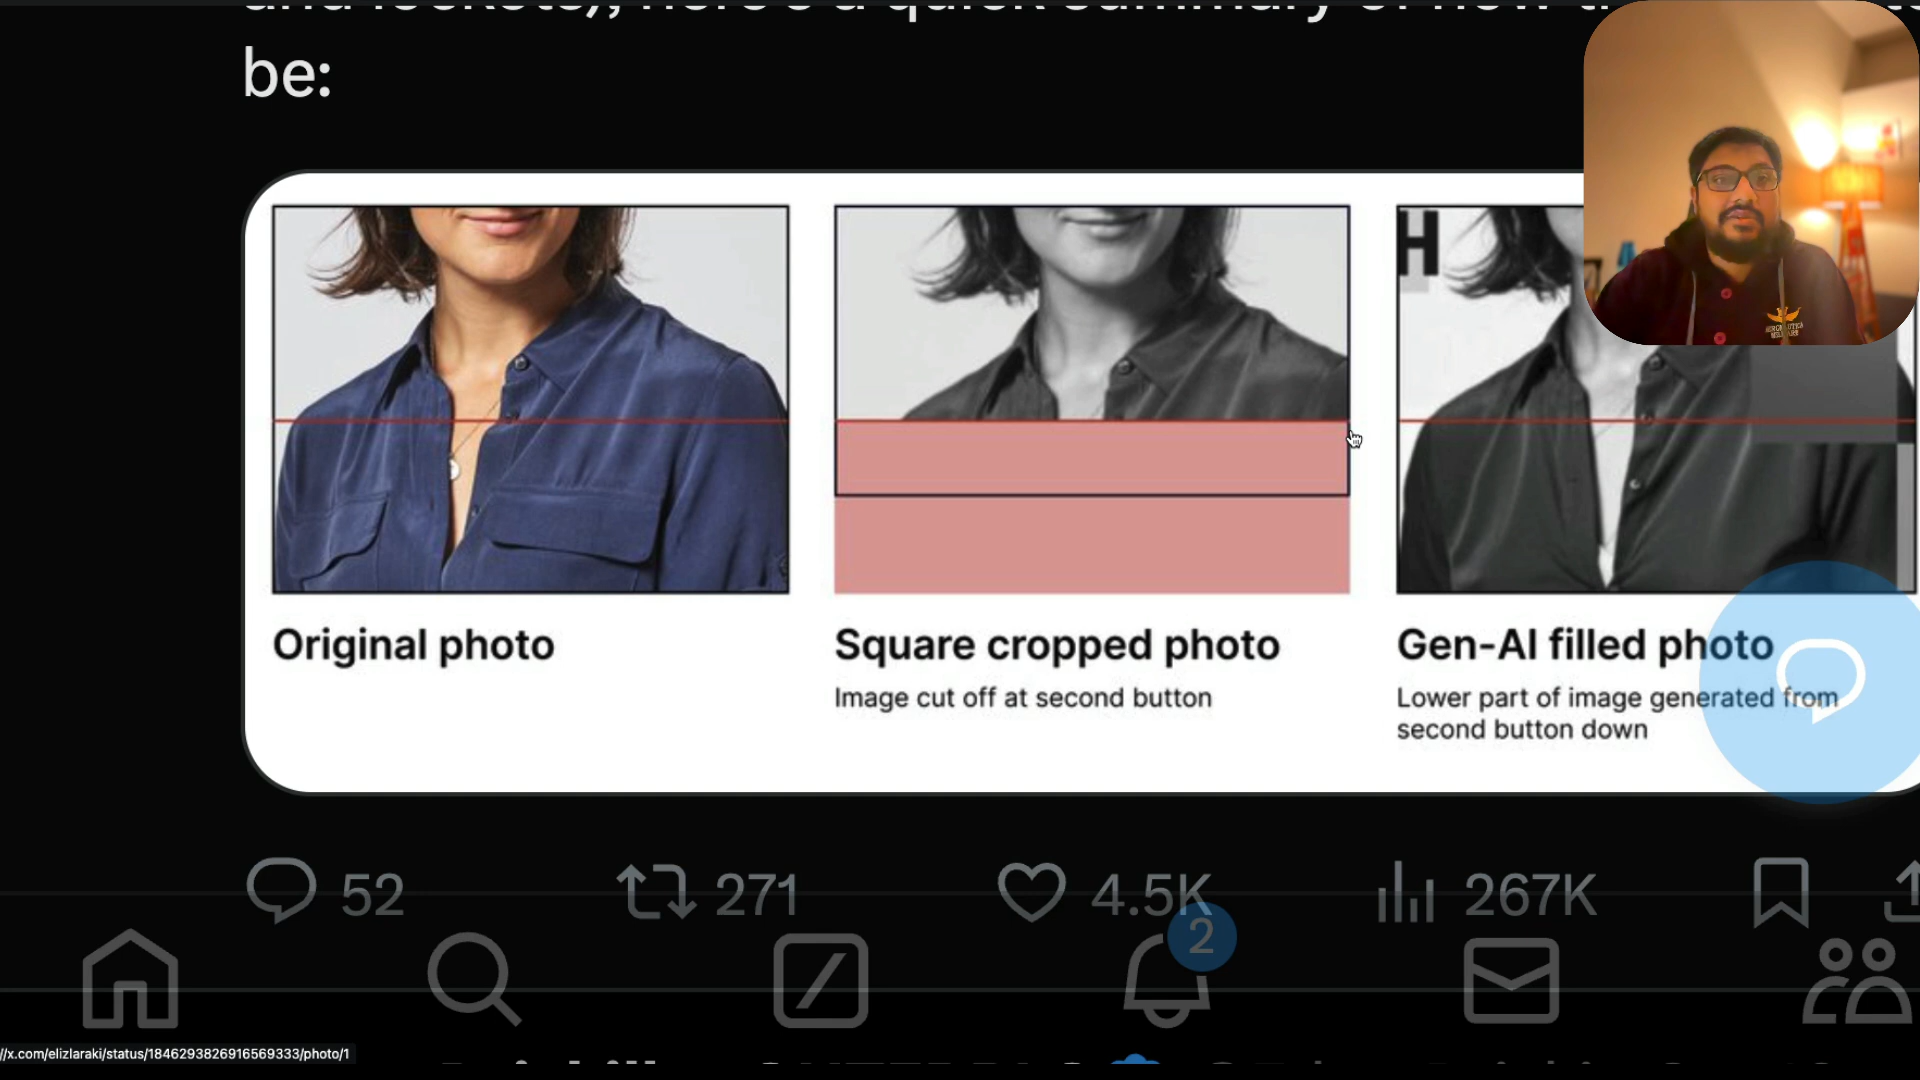 be:
H
Original photo
Square cropped photo
Image cut off at second button
Gen-AI filled photo
Lower part of image generated from
second button down
52
271
4.5K
267K
2
//x.com/elizlaraki/status/1846293826916569333/photo/1